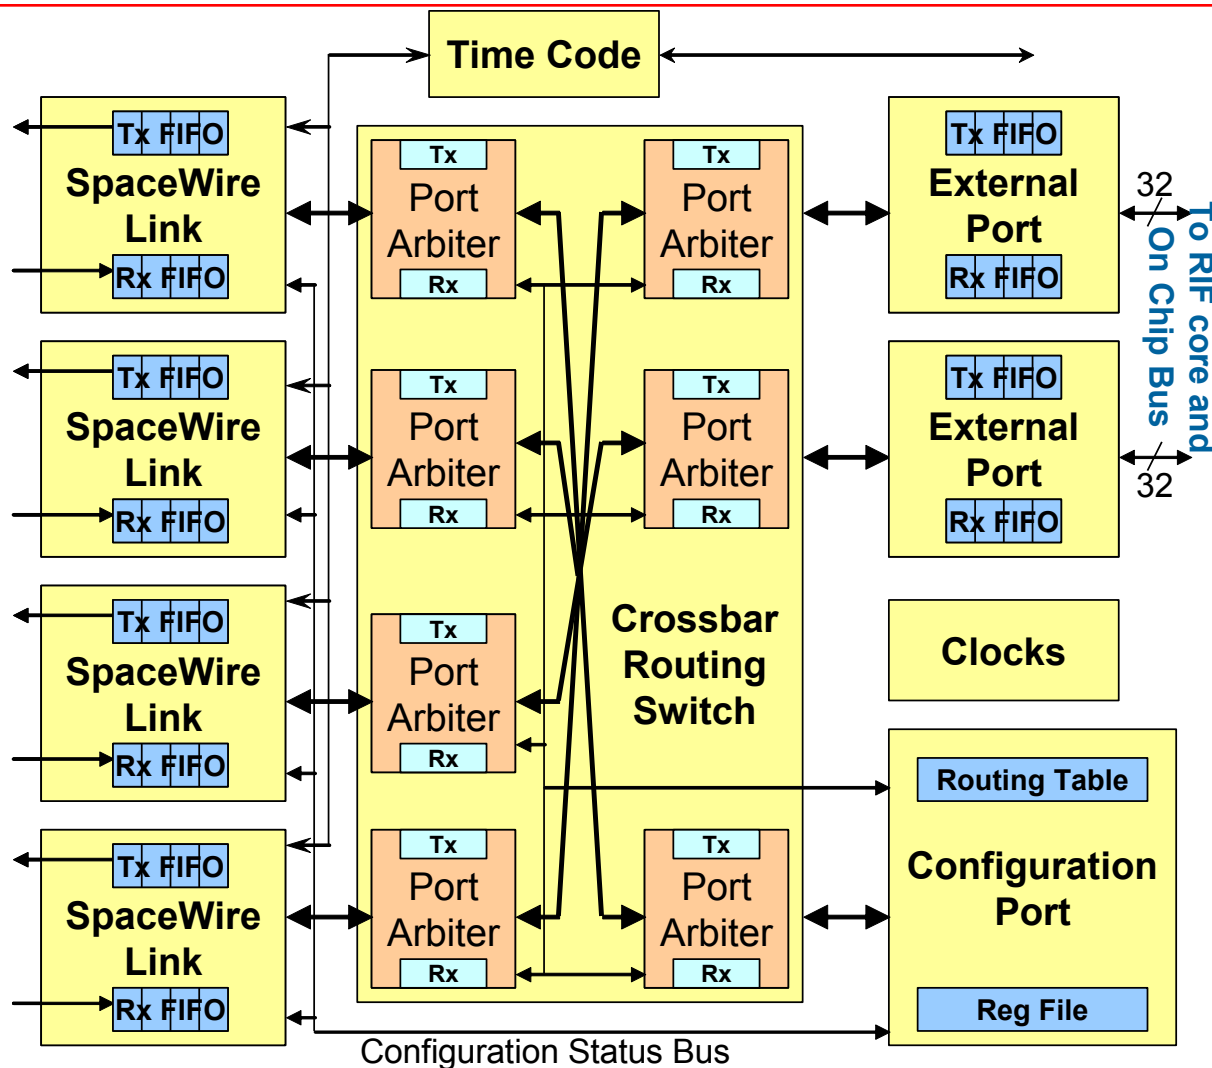 Time Code
Tx FIFO
SpaceWire
Link
Rx FIFO
Tx
Port
Arbiter
Rx
Tx
Port
Arbiter
Rx
Tx FIFO
External
Port
Rx FIFO
32
To RIF core and
On Chip Bus
Tx FIFO
SpaceWire
Link
Rx FIFO
Tx
Port
Arbiter
Rx
Tx
Port
Arbiter
Rx
Tx FIFO
External
Port
Rx FIFO
32
Tx FIFO
SpaceWire
Link
Rx FIFO
Tx
Port
Arbiter
Rx
Crossbar
Routing
Switch
Clocks
Tx FIFO
SpaceWire
Link
Rx FIFO
Tx
Port
Arbiter
Rx
Tx
Port
Arbiter
Rx
Routing Table
Configuration
Port
Reg File
Configuration Status Bus